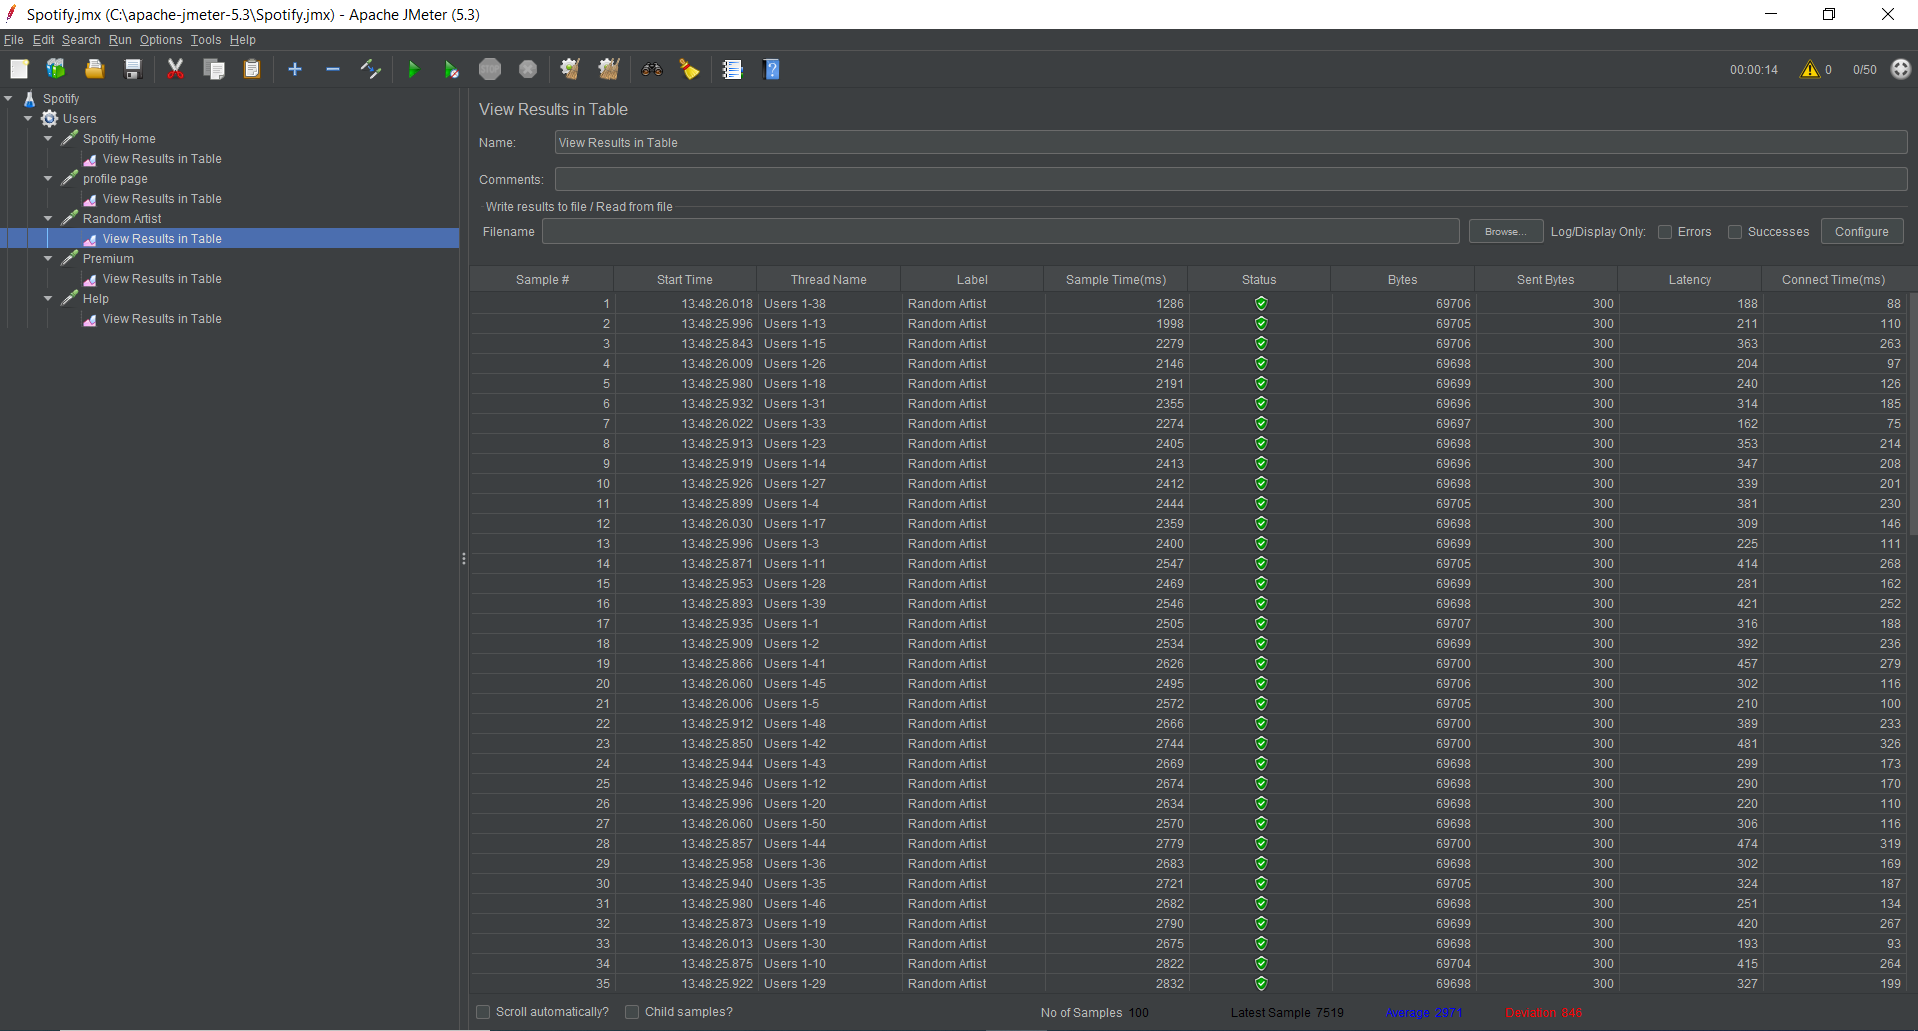 Spotify.jmx (C:\apache-jmeter-5.3\Spotify.jmx) - Apache JMeter (5.3)
File Edit Search Run Options Tools Help
STOP 00:00:14 0 0/50
Spotify
Users
Spotify Home
View Results in Table
profile page
View Results in Table
Random Artist
View Results in Table
Premium
View Results in Table
Help
View Results in Table
View Results in Table
Name: View Results in Table
Comments:
Write results to file / Read from file
Filename Browse... Log/Display Only: Errors Successes Configure
Sample # Start Time Thread Name Label Sample Time(ms) Status Bytes Sent Bytes Latency Connect Time(ms)
1 13:48:26.018 Users 1-38 Random Artist 1286 69706 300 188 88
2 13:48:25.996 Users 1-13 Random Artist 1998 69705 300 211 110
3 13:48:25.843 Users 1-15 Random Artist 2279 69706 300 363 263
4 13:48:26.009 Users 1-26 Random Artist 2146 69698 300 204 97
5 13:48:25.980 Users 1-18 Random Artist 2191 69699 300 240 126
6 13:48:25.932 Users 1-31 Random Artist 2355 69696 300 314 185
7 13:48:26.022 Users 1-33 Random Artist 2274 69697 300 162 75
8 13:48:25.913 Users 1-23 Random Artist 2405 69698 300 353 214
9 13:48:25.919 Users 1-14 Random Artist 2413 69696 300 347 208
10 13:48:25.926 Users 1-27 Random Artist 2412 69698 300 339 201
11 13:48:25.899 Users 1-4 Random Artist 2444 69705 300 381 230
12 13:48:26.030 Users 1-17 Random Artist 2359 69698 300 309 146
13 13:48:25.996 Users 1-3 Random Artist 2400 69699 300 225 111
14 13:48:25.871 Users 1-11 Random Artist 2547 69705 300 414 268
15 13:48:25.953 Users 1-28 Random Artist 2469 69699 300 281 162
16 13:48:25.893 Users 1-39 Random Artist 2546 69698 300 421 252
17 13:48:25.935 Users 1-1 Random Artist 2505 69707 300 316 188
18 13:48:25.909 Users 1-2 Random Artist 2534 69699 300 392 236
19 13:48:25.866 Users 1-41 Random Artist 2626 69700 300 457 279
20 13:48:26.060 Users 1-45 Random Artist 2495 69706 300 302 116
21 13:48:26.006 Users 1-5 Random Artist 2572 69705 300 210 100
22 13:48:25.912 Users 1-48 Random Artist 2666 69700 300 389 233
23 13:48:25.850 Users 1-42 Random Artist 2744 69700 300 481 326
24 13:48:25.944 Users 1-43 Random Artist 2669 69698 300 299 173
25 13:48:25.946 Users 1-12 Random Artist 2674 69698 300 290 170
26 13:48:25.996 Users 1-20 Random Artist 2634 69698 300 220 110
27 13:48:26.060 Users 1-50 Random Artist 2570 69698 300 306 116
28 13:48:25.857 Users 1-44 Random Artist 2779 69700 300 474 319
29 13:48:25.958 Users 1-36 Random Artist 2683 69698 300 302 169
30 13:48:25.940 Users 1-35 Random Artist 2721 69705 300 324 187
31 13:48:25.980 Users 1-46 Random Artist 2682 69698 300 251 134
32 13:48:25.873 Users 1-19 Random Artist 2790 69699 300 420 267
33 13:48:26.013 Users 1-30 Random Artist 2675 69698 300 193 93
34 13:48:25.875 Users 1-10 Random Artist 2822 69704 300 415 264
35 13:48:25.922 Users 1-29 Random Artist 2832 69698 300 327 199
Scroll automatically? Child samples? No of Samples 100 Latest Sample 7519 Average 2971 Deviation 846